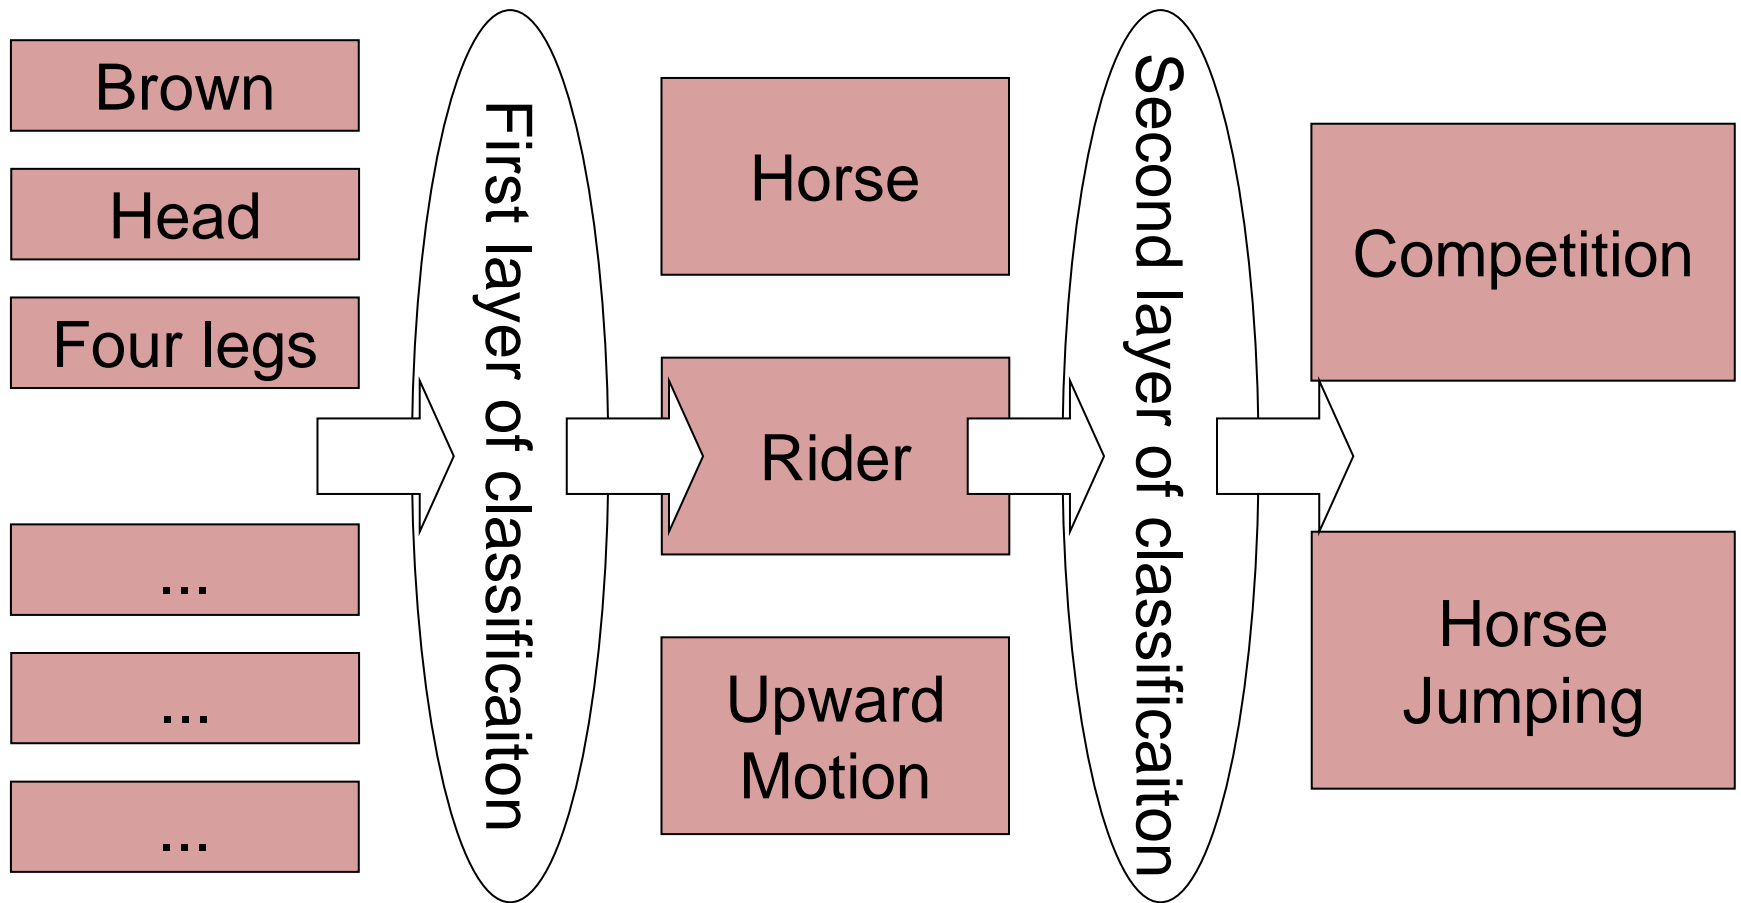 Brown
Head
Four legs
...
...
...
First layer of classificaiton
Horse
Rider
Upward
Motion
Second layer of classificaiton
Competition
Horse
Jumping